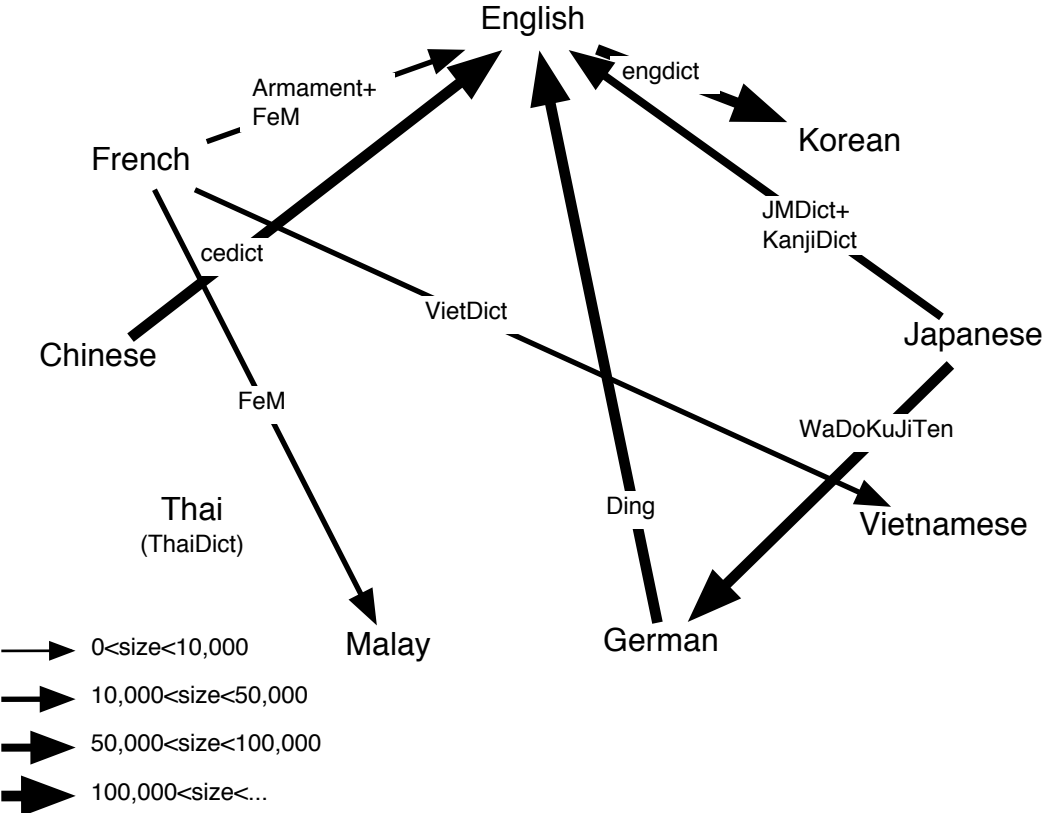 English
engdict
Armament+
FeM
Korean
French
JMDict+
KanjiDict
cedict
VietDict
Japanese
Chinese
FeM
WaDoKuJiTen
Thai
(ThaiDict)
Ding
Vietnamese
Malay
German
0<size<10,000
10,000<size<50,000
50,000<size<100,000
100,000<size<...